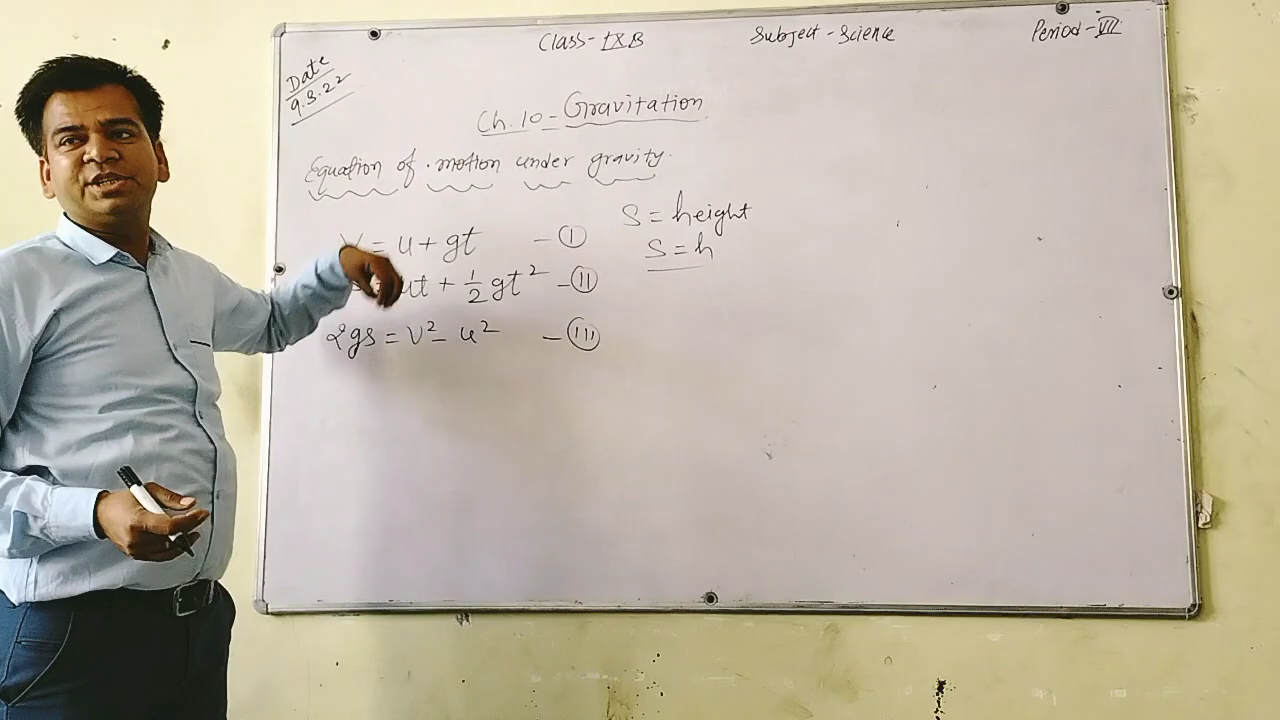 Class-IXB Subject-Science Period-VII
Date
9.3.22
Ch.10-Gravitation
Equation of motion under gravity.
S = height
V = u + gt - I
S = h
ut + 1/2 gt² - II
2gs = V² - u² - III